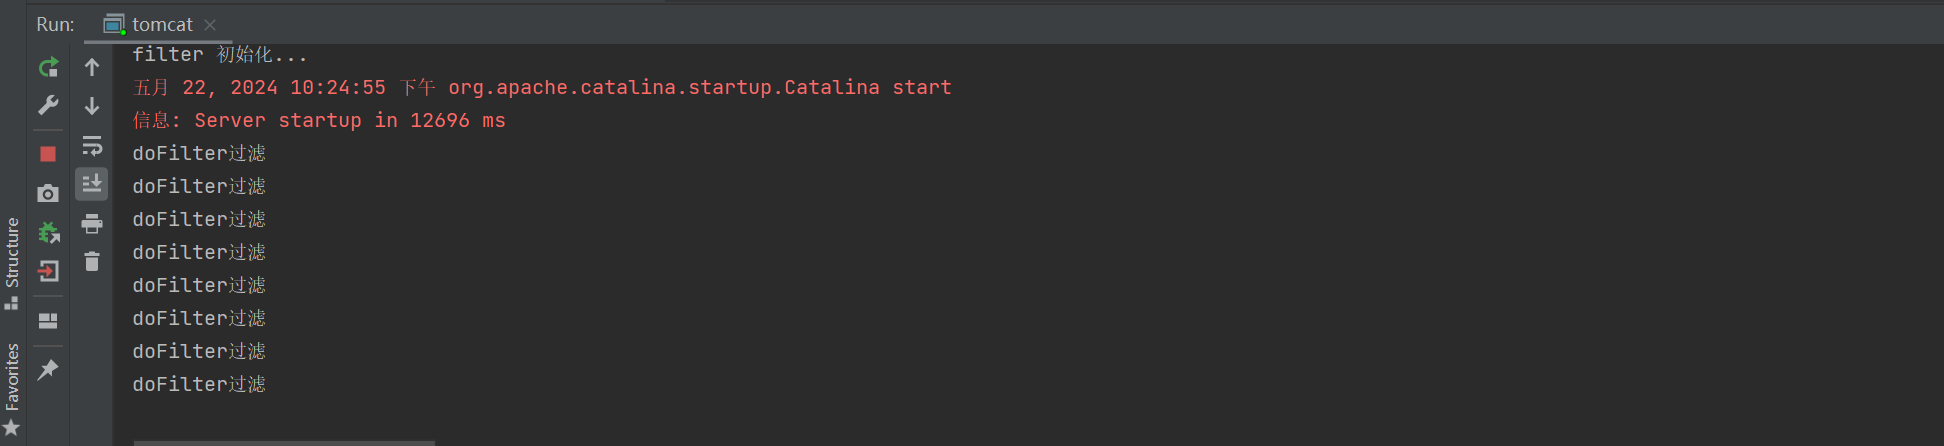 Run: tomcat
filter 初始化...
五月 22, 2024 10:24:55 下午 org.apache.catalina.startup.Catalina start
信息: Server startup in 12696 ms
doFilter过滤
doFilter过滤
doFilter过滤
doFilter过滤
doFilter过滤
doFilter过滤
doFilter过滤
doFilter过滤
Structure
Favorites